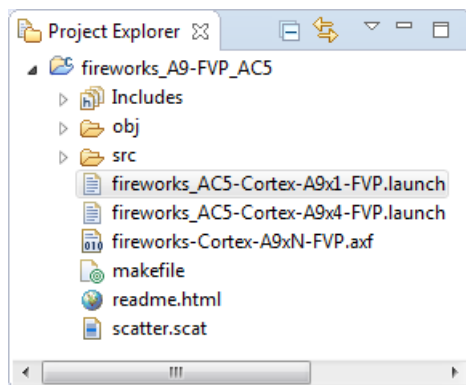 Project Explorer
fireworks_A9-FVP_AC5
Includes
obj
src
fireworks_AC5-Cortex-A9x1-FVP.launch
fireworks_AC5-Cortex-A9x4-FVP.launch
fireworks-Cortex-A9xN-FVP.axf
makefile
readme.html
scatter.scat